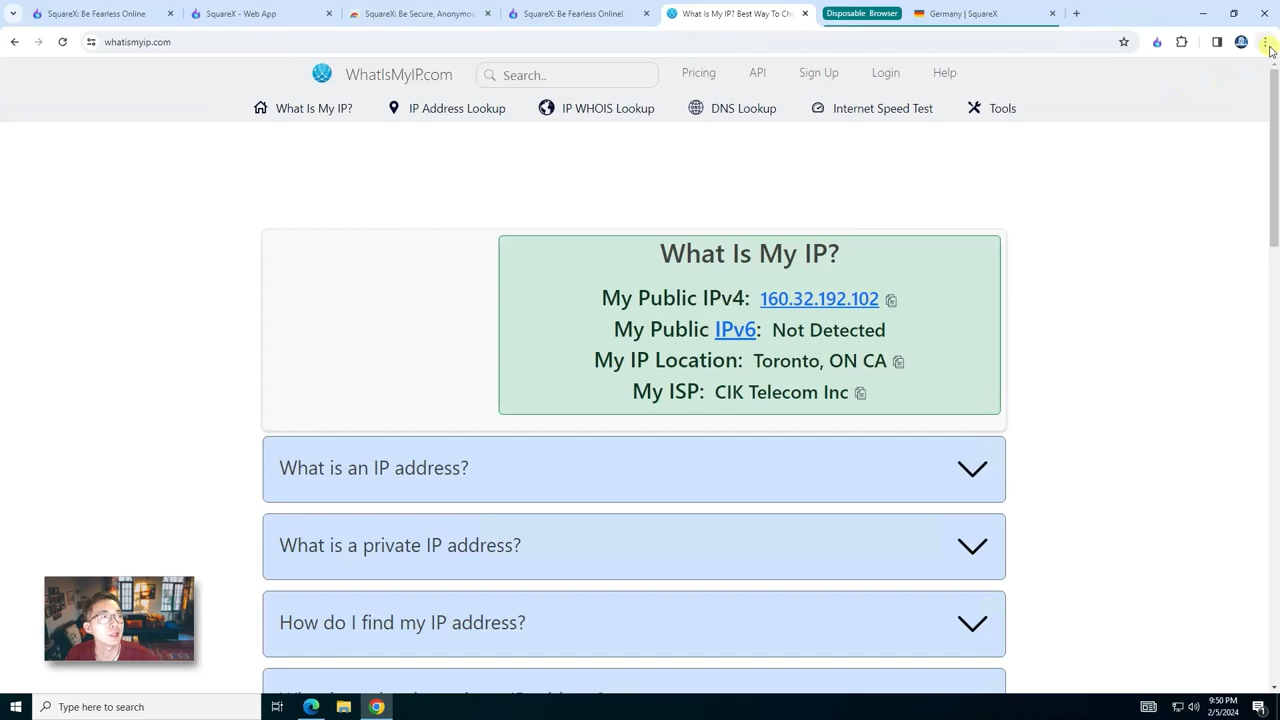 SquareX: Be Fearless
SquareX - Web App
SquareX: Be Secure, Anonymou
SquareX: Be Fearless Online!
What Is My IP? Best Way To Ch
Disposable Browser
Germany | SquareX
whatismyip.com
WhatIsMyIP.com
Search..
Pricing
API
Sign Up
Login
Help
What Is My IP?
IP Address Lookup
IP WHOIS Lookup
DNS Lookup
Internet Speed Test
Tools
What Is My IP?
My Public IPv4: 160.32.192.102
My Public IPv6: Not Detected
My IP Location: Toronto, ON CA
My ISP: CIK Telecom Inc
What is an IP address?
What is a private IP address?
How do I find my IP address?
Type here to search
9:50 PM
2/5/2024